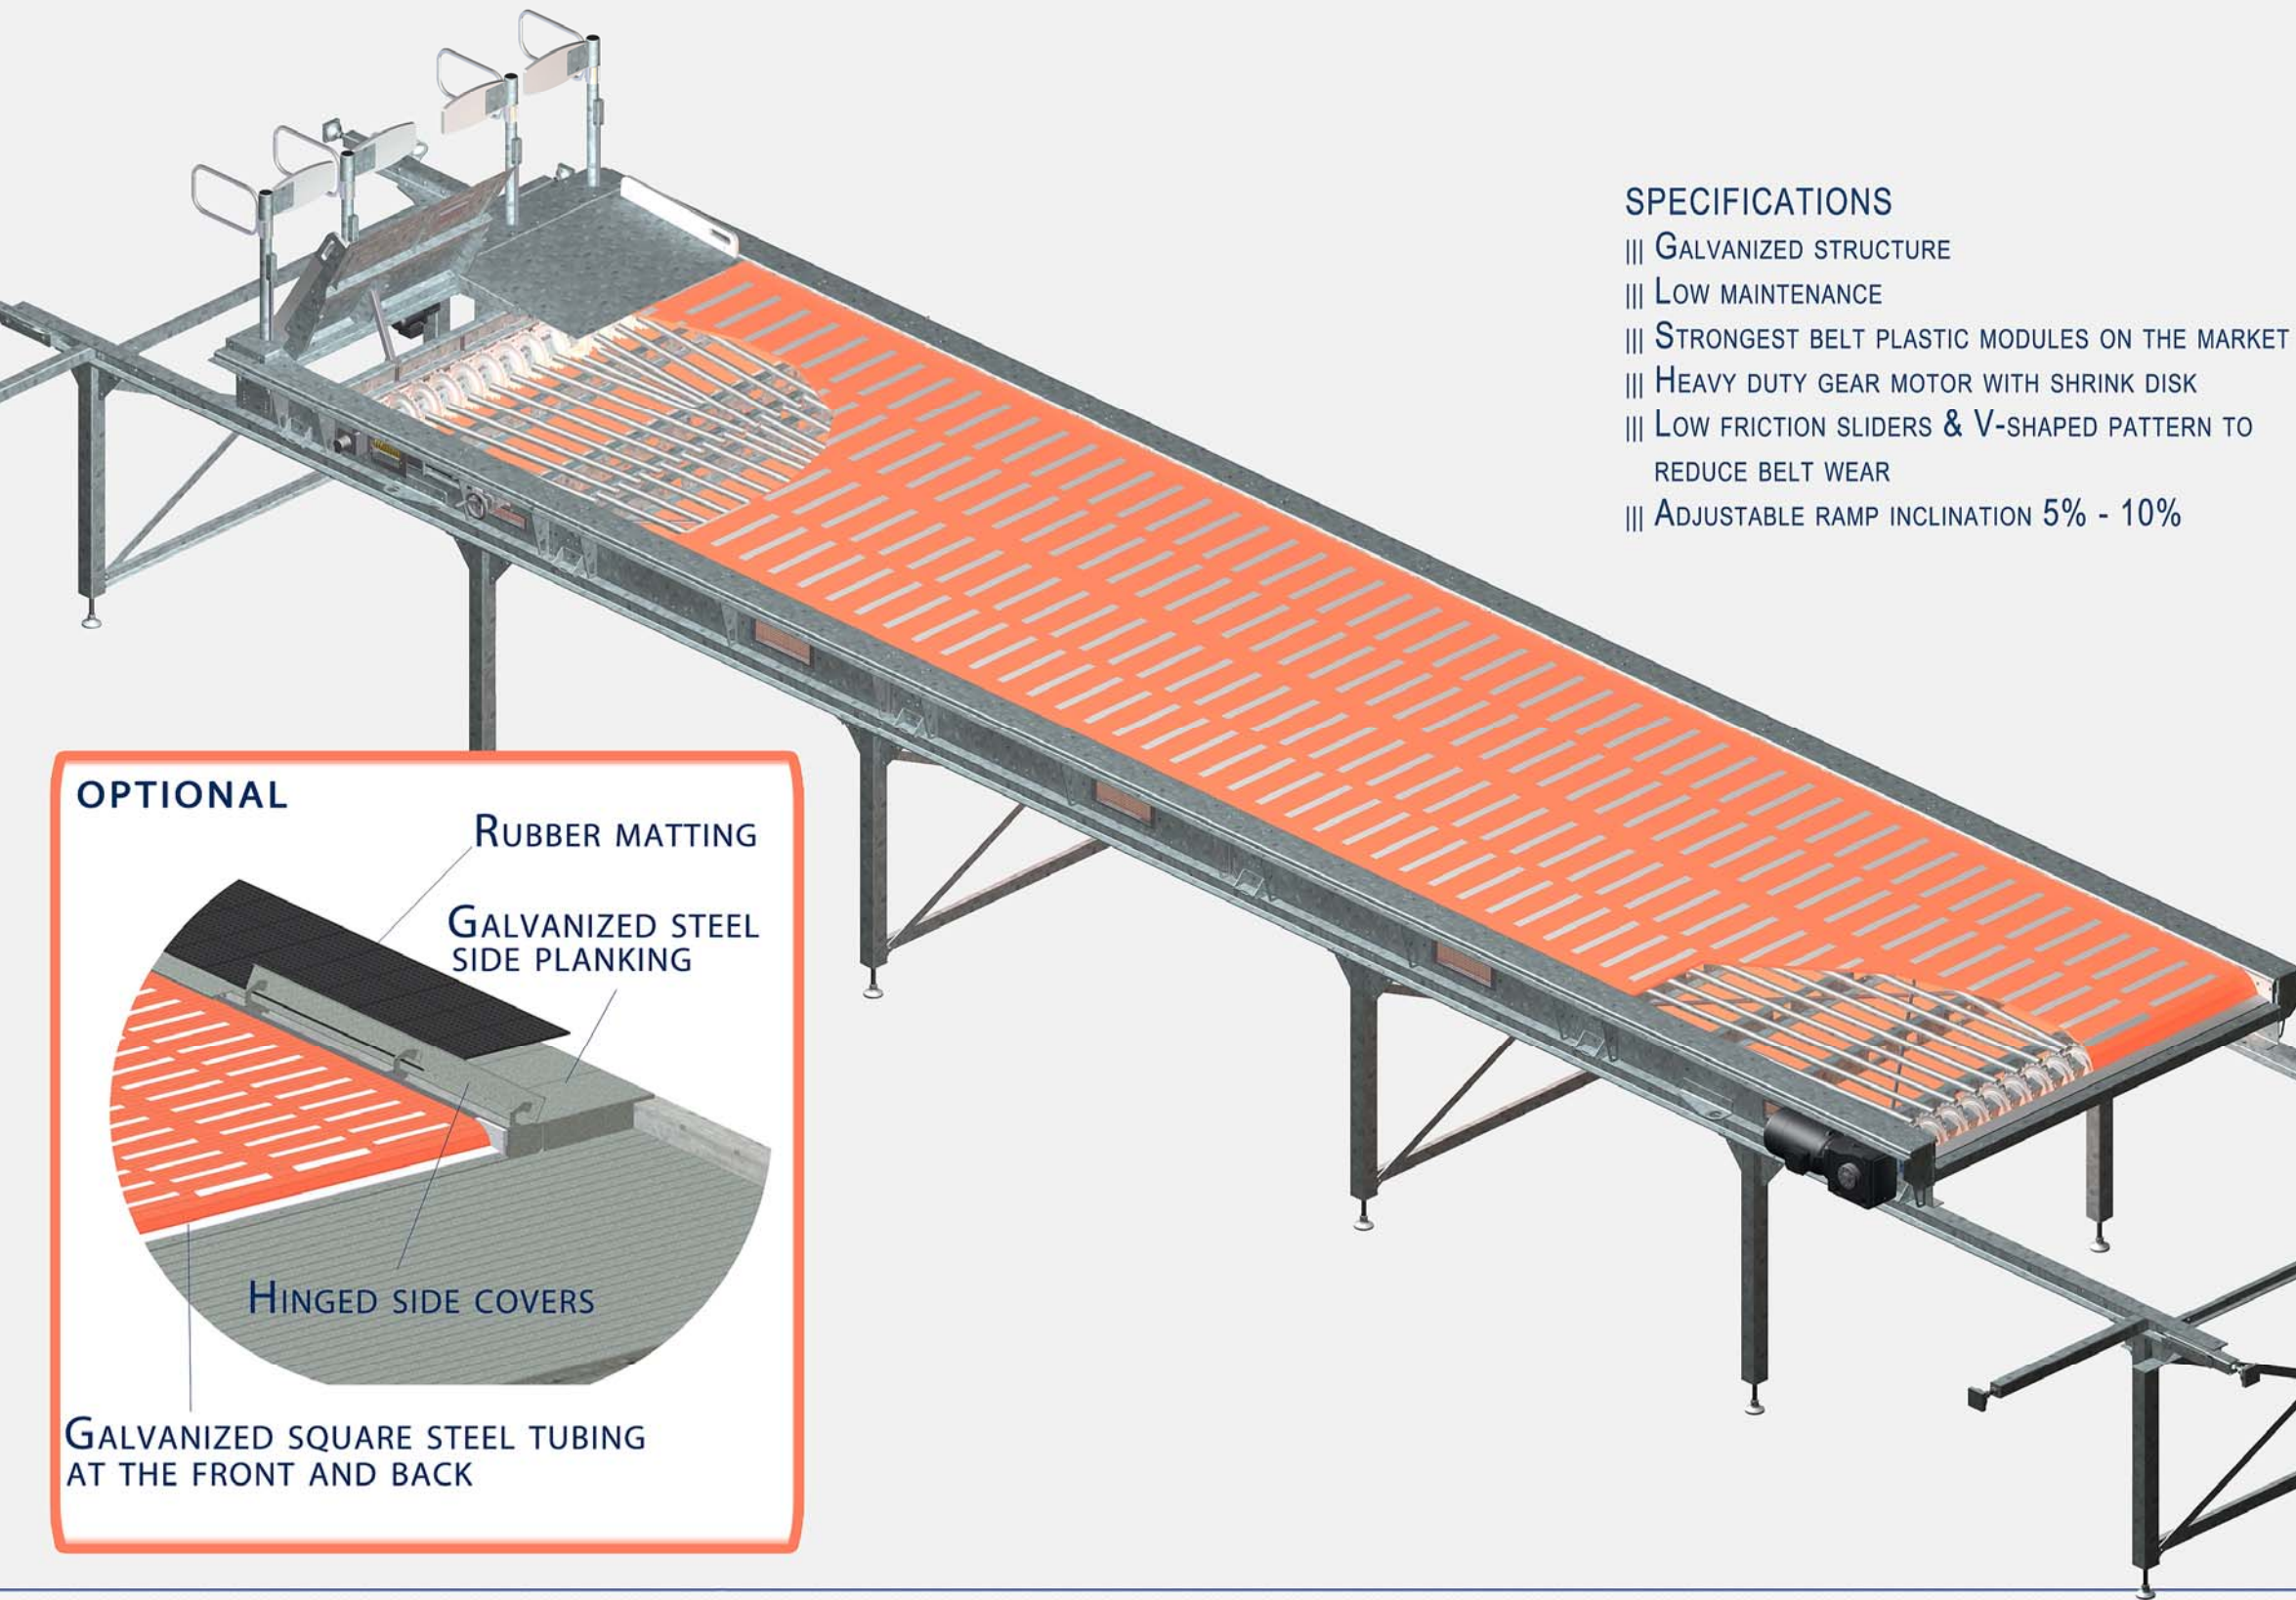 SPECIFICATIONS
||| GALVANIZED STRUCTURE
||| LOW MAINTENANCE
||| STRONGEST BELT PLASTIC MODULES ON THE MARKET
||| HEAVY DUTY GEAR MOTOR WITH SHRINK DISK
||| LOW FRICTION SLIDERS & V-SHAPED PATTERN TO
REDUCE BELT WEAR
||| ADJUSTABLE RAMP INCLINATION 5% - 10%
OPTIONAL
RUBBER MATTING
GALVANIZED STEEL
SIDE PLANKING
HINGED SIDE COVERS
GALVANIZED SQUARE STEEL TUBING
AT THE FRONT AND BACK